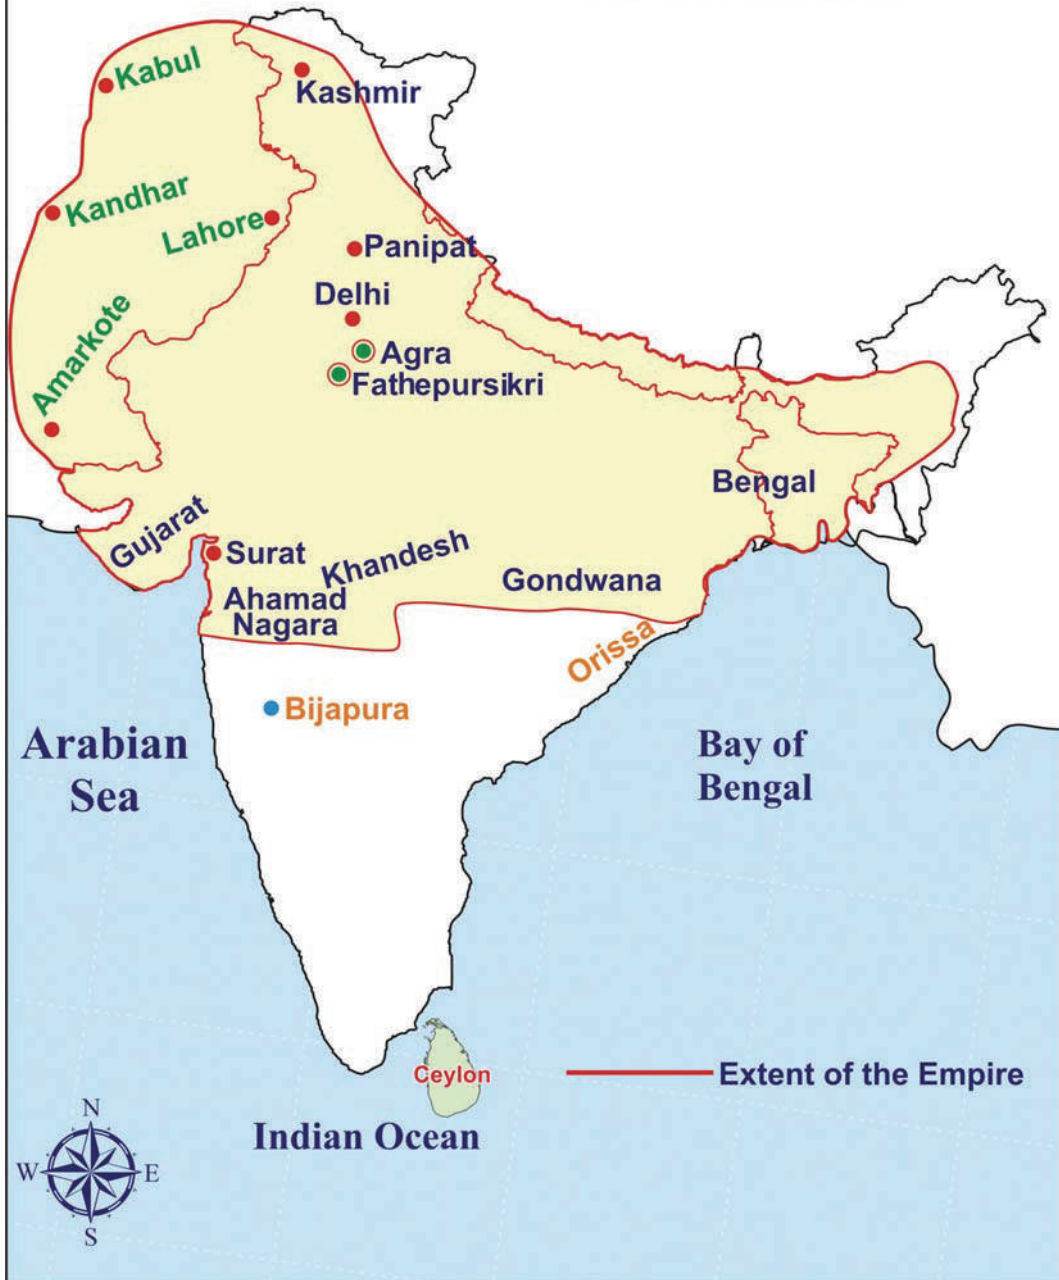 Kabul
Kashmir
Kandhar
Lahore
Panipat
Delhi
Amarkote
Agra
Fathepursikri
Bengal
Gujarat
Surat
Khandesh
Gondwana
Ahamad
Nagara
Orissa
Bijapura
Arabian
Sea
Bay of
Bengal
Ceylon
Extent of the Empire
Indian Ocean
N
W
E
S